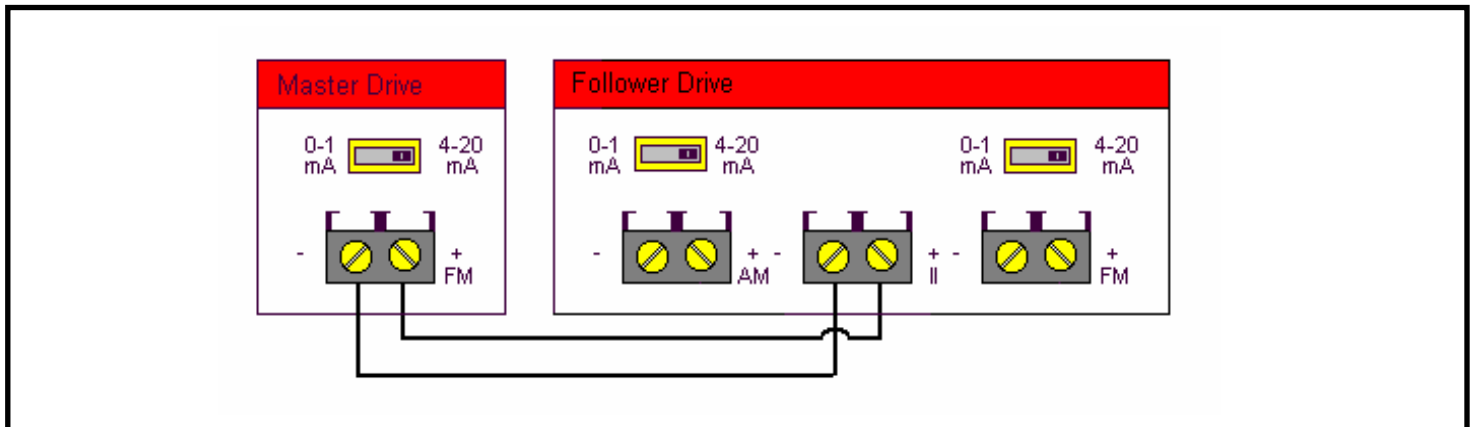 Master Drive
Follower Drive
0-1 mA
4-20 mA
0-1 mA
4-20 mA
0-1 mA
4-20 mA
- + FM
- + AM
- + II
- + FM